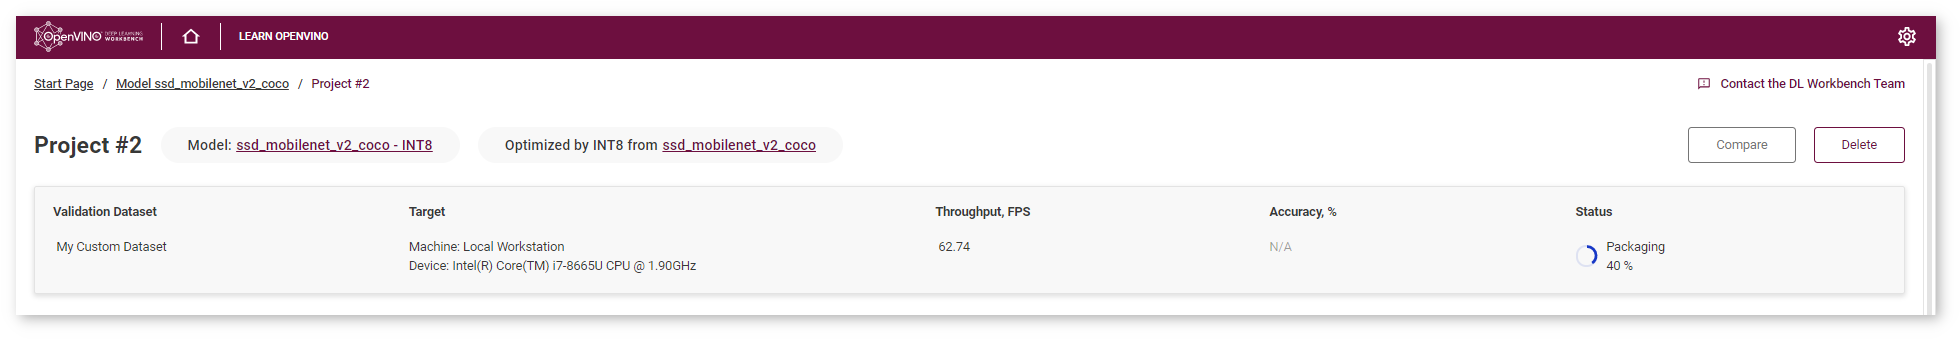 OpenVINO DEEP LEARNING WORKBENCH
LEARN OPENVINO
Start Page / Model ssd_mobilenet_v2_coco / Project #2
Contact the DL Workbench Team
Project #2
Model: ssd_mobilenet_v2_coco - INT8
Optimized by INT8 from ssd_mobilenet_v2_coco
Compare
Delete
Validation Dataset
Target
Throughput, FPS
Accuracy, %
Status
My Custom Dataset
Machine: Local Workstation
Device: Intel(R) Core(TM) i7-8665U CPU @ 1.90GHz
62.74
N/A
Packaging
40 %